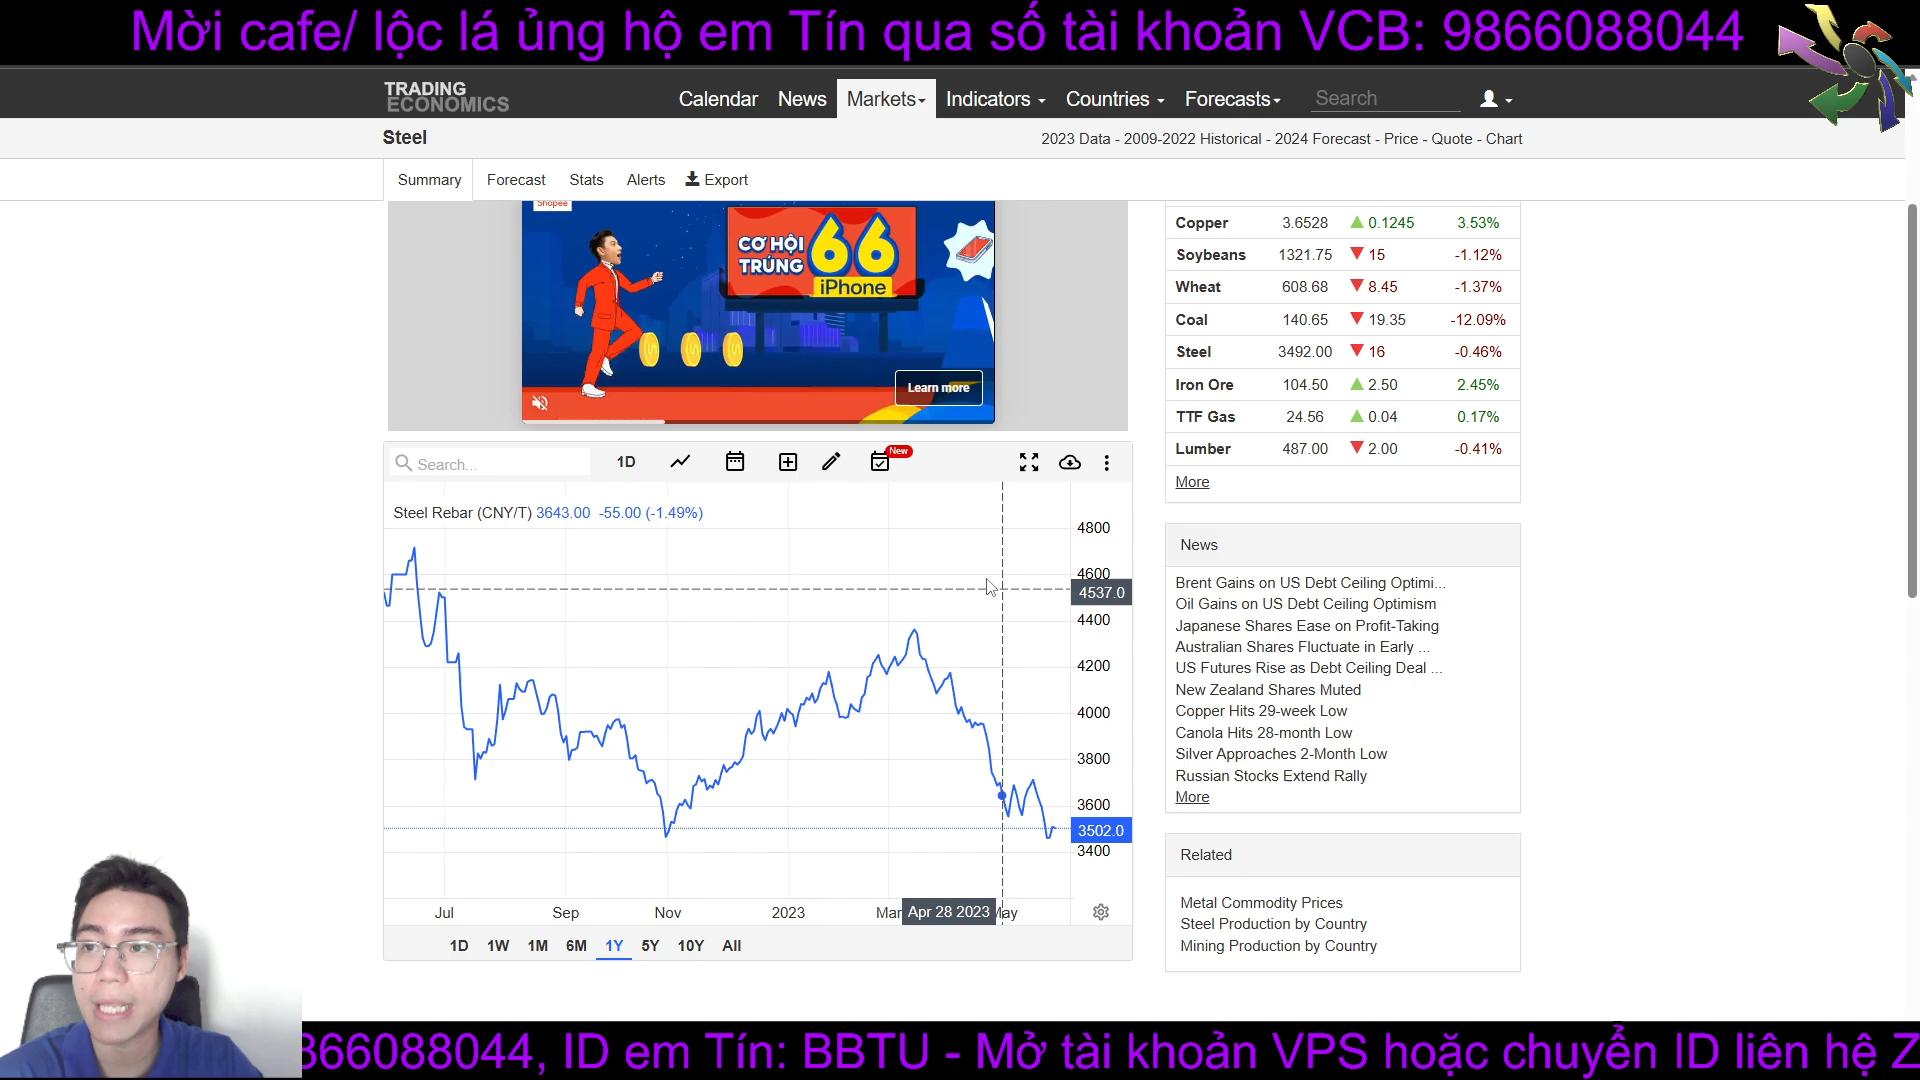 Mời cafe/ lộc lá ủng hộ em Tín qua số tài khoản VCB: 9866088044
TRADING
ECONOMICS
Calendar News Markets Indicators Countries Forecasts Search
Steel
2023 Data - 2009-2022 Historical - 2024 Forecast - Price - Quote - Chart
Summary Forecast Stats Alerts Export
Shopee
CƠ HỘI
TRÚNG
66
iPhone
Learn more
Copper 3.6528 0.1245 3.53%
Soybeans 1321.75 15 -1.12%
Wheat 608.68 8.45 -1.37%
Coal 140.65 19.35 -12.09%
Steel 3492.00 16 -0.46%
Iron Ore 104.50 2.50 2.45%
TTF Gas 24.56 0.04 0.17%
Lumber 487.00 2.00 -0.41%
More
Search... 1D New
Steel Rebar (CNY/T) 3643.00 -55.00 (-1.49%)
4800
4600
4537.0
4400
4200
4000
3800
3600
3502.0
3400
Jul Sep Nov 2023 Mar Apr 28 2023 May
1D 1W 1M 6M 1Y 5Y 10Y All
News
Brent Gains on US Debt Ceiling Optimi...
Oil Gains on US Debt Ceiling Optimism
Japanese Shares Ease on Profit-Taking
Australian Shares Fluctuate in Early ...
US Futures Rise as Debt Ceiling Deal ...
New Zealand Shares Muted
Copper Hits 29-week Low
Canola Hits 28-month Low
Silver Approaches 2-Month Low
Russian Stocks Extend Rally
More
Related
Metal Commodity Prices
Steel Production by Country
Mining Production by Country
866088044, ID em Tín: BBTU - Mở tài khoản VPS hoặc chuyển ID liên hệ Z